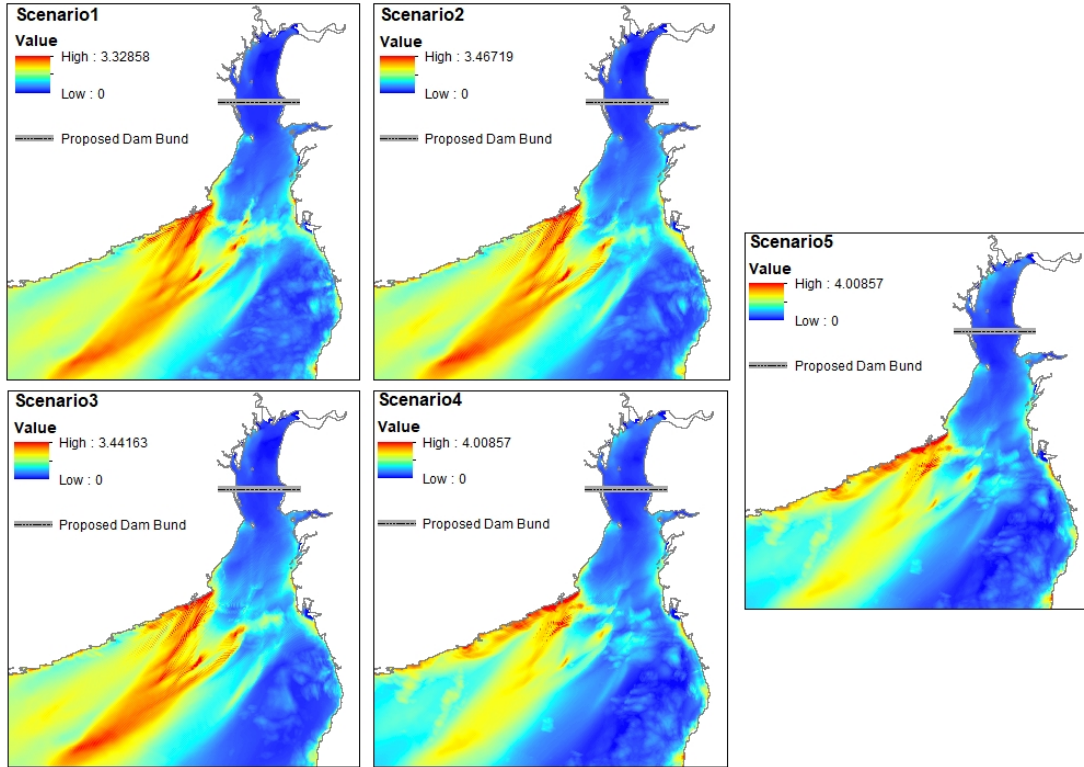 Scenario1
Value
High : 3.32858
Low : 0
Proposed Dam Bund
Scenario2
Value
High : 3.46719
Low : 0
Proposed Dam Bund
Scenario3
Value
High : 3.44163
Low : 0
Proposed Dam Bund
Scenario4
Value
High : 4.00857
Low : 0
Proposed Dam Bund
Scenario5
Value
High : 4.00857
Low : 0
Proposed Dam Bund